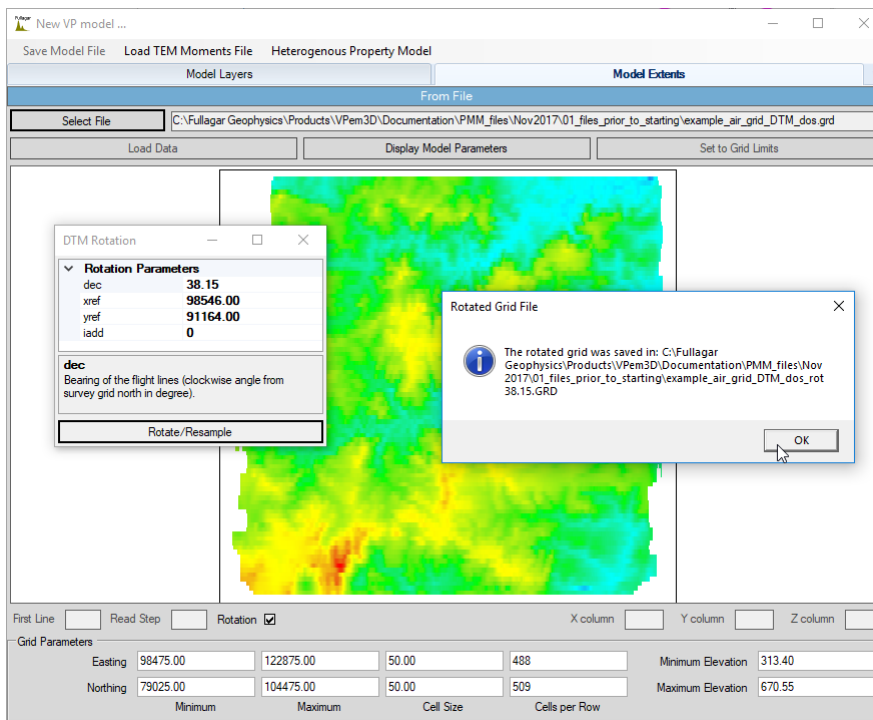 Fullagar
New VP model ...
Save Model File Load TEM Moments File Heterogenous Property Model
Model Layers Model Extents
From File
Select File C:\Fullagar Geophysics\Products\VPem3D\Documentation\PMM_files\Nov2017\01_files_prior_to_starting\example_air_grid_DTM_dos.grd
Load Data Display Model Parameters Set to Grid Limits
DTM Rotation
Rotation Parameters
dec 38.15
xref 98546.00
yref 91164.00
iadd 0
dec
Bearing of the flight lines (clockwise angle from
survey grid north in degree).
Rotate/Resample
Rotated Grid File
The rotated grid was saved in: C:\Fullagar
Geophysics\Products\VPem3D\Documentation\PMM_files\Nov
2017\01_files_prior_to_starting\example_air_grid_DTM_dos_rot
38.15.GRD
OK
First Line Read Step Rotation X column Y column Z column
Grid Parameters
Easting 98475.00 122875.00 50.00 488 Minimum Elevation 313.40
Northing 79025.00 104475.00 50.00 509 Maximum Elevation 670.55
Minimum Maximum Cell Size Cells per Row